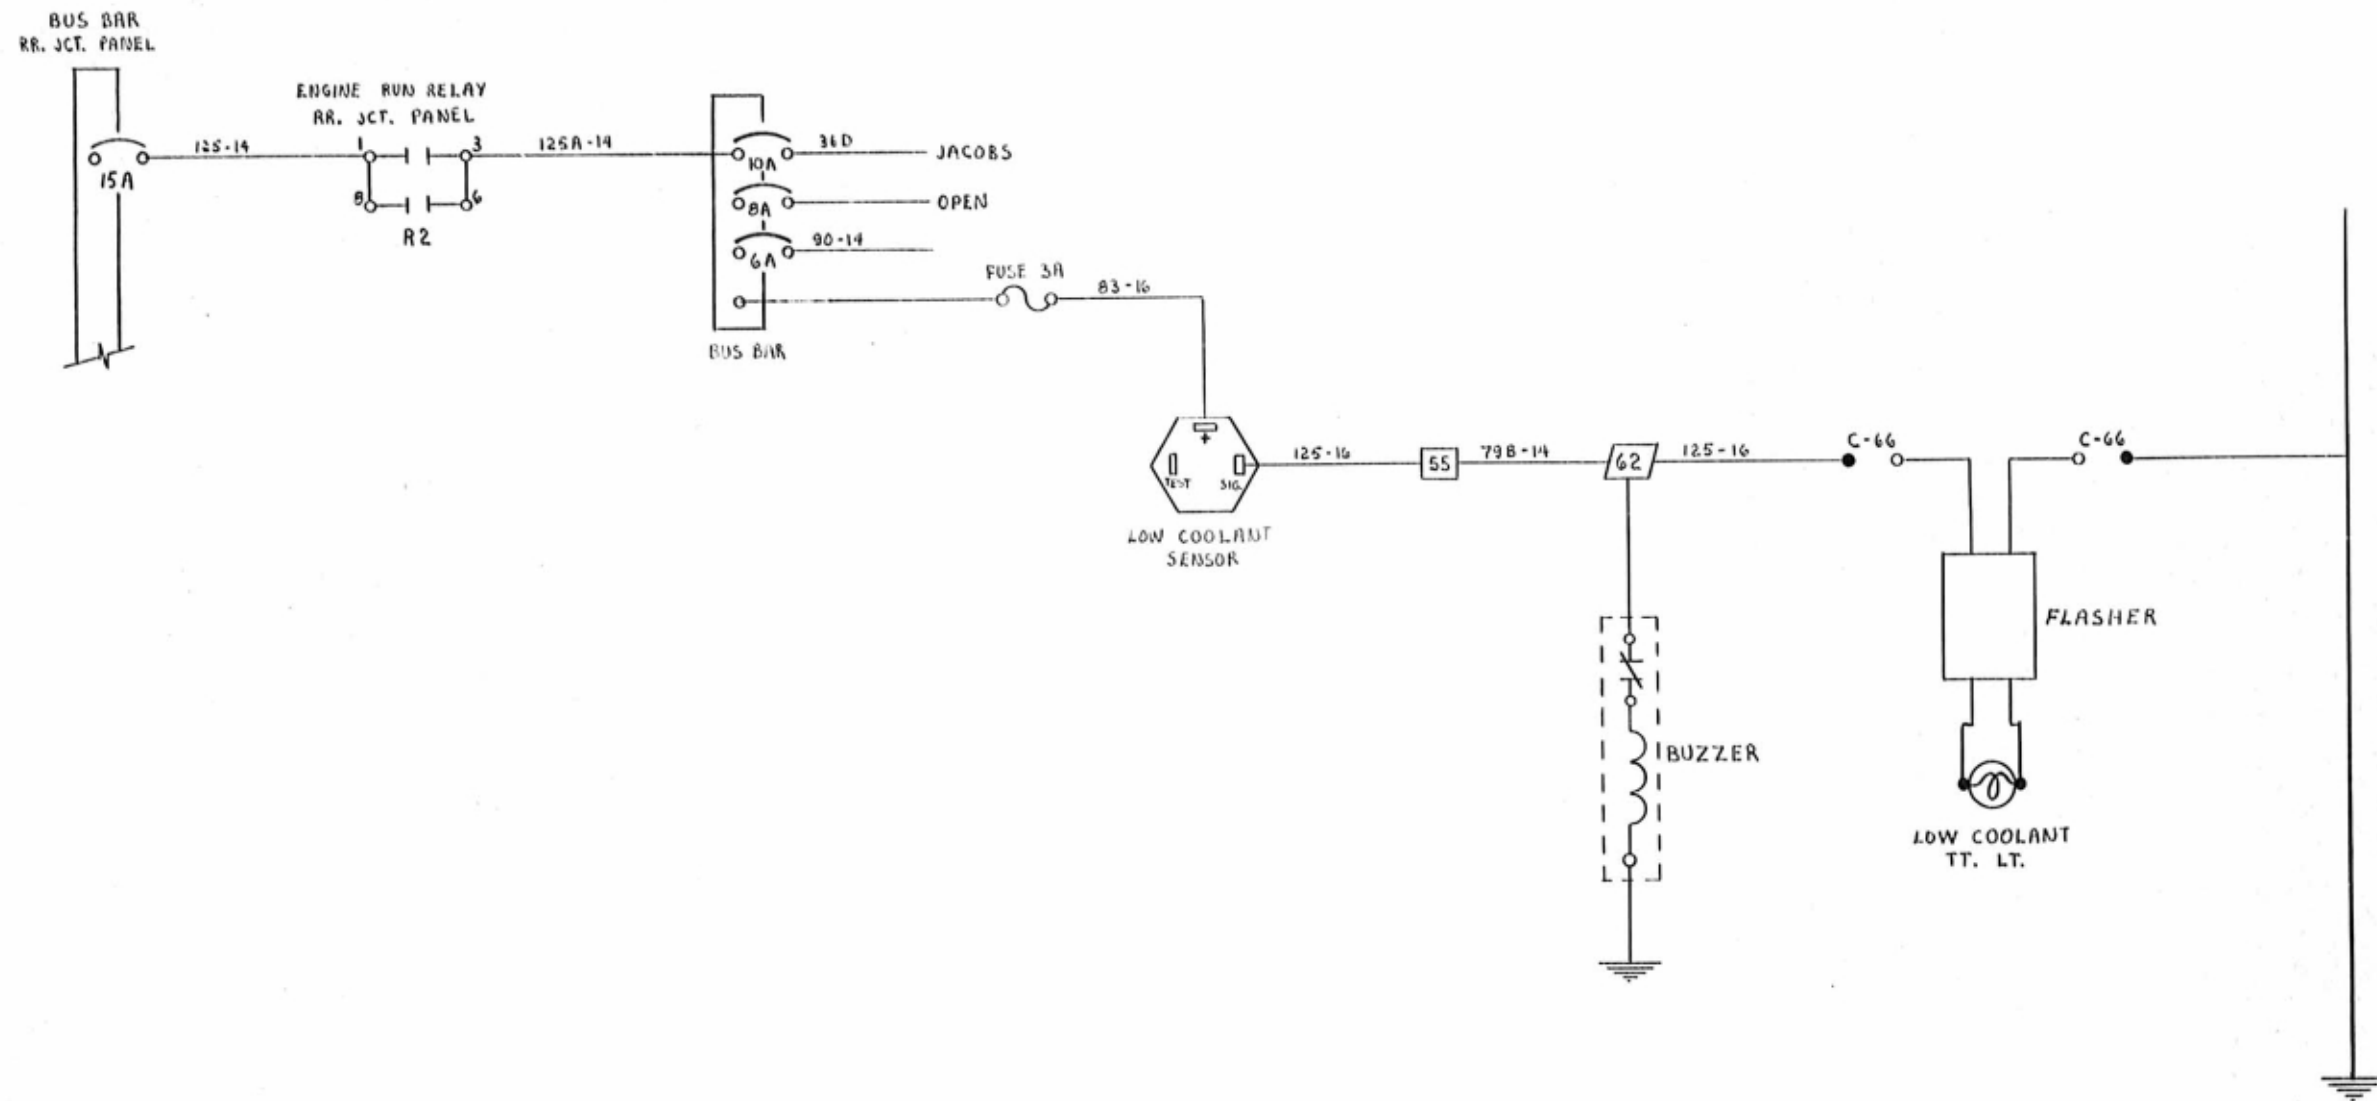 BUS BAR
RR. JCT. PANEL
ENGINE RUN RELAY
RR. JCT. PANEL
15A
125-14
1
3
8
6
R2
125A-14
10A
36D
JACOBS
8A
OPEN
6A
90-14
BUS BAR
FUSE 3A
83-16
+
TEST
SIG.
LOW COOLANT
SENSOR
125-16
55
79B-14
62
125-16
C-66
C-66
FLASHER
BUZZER
LOW COOLANT
TT. LT.